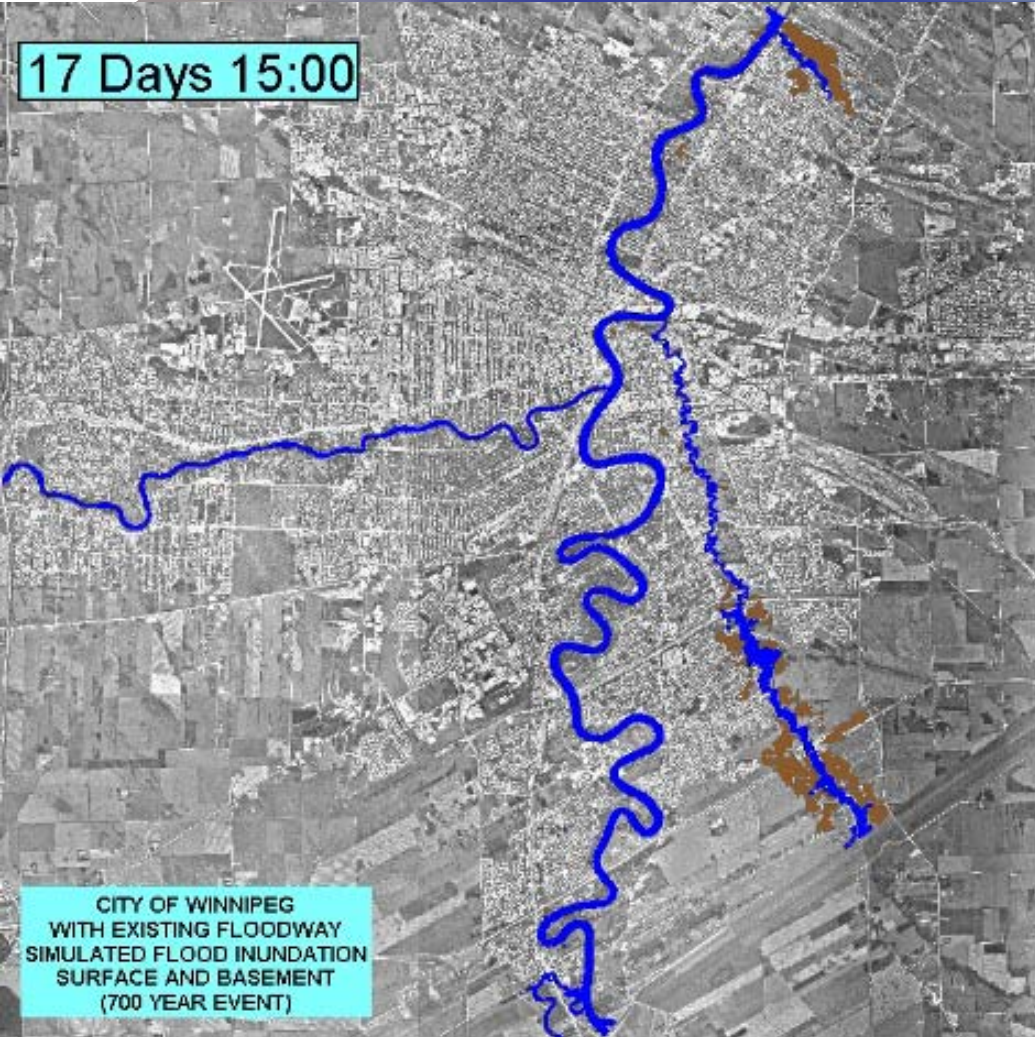 17 Days 15:00
CITY OF WINNIPEG
WITH EXISTING FLOODWAY
SIMULATED FLOOD INUNDATION
SURFACE AND BASEMENT
(700 YEAR EVENT)